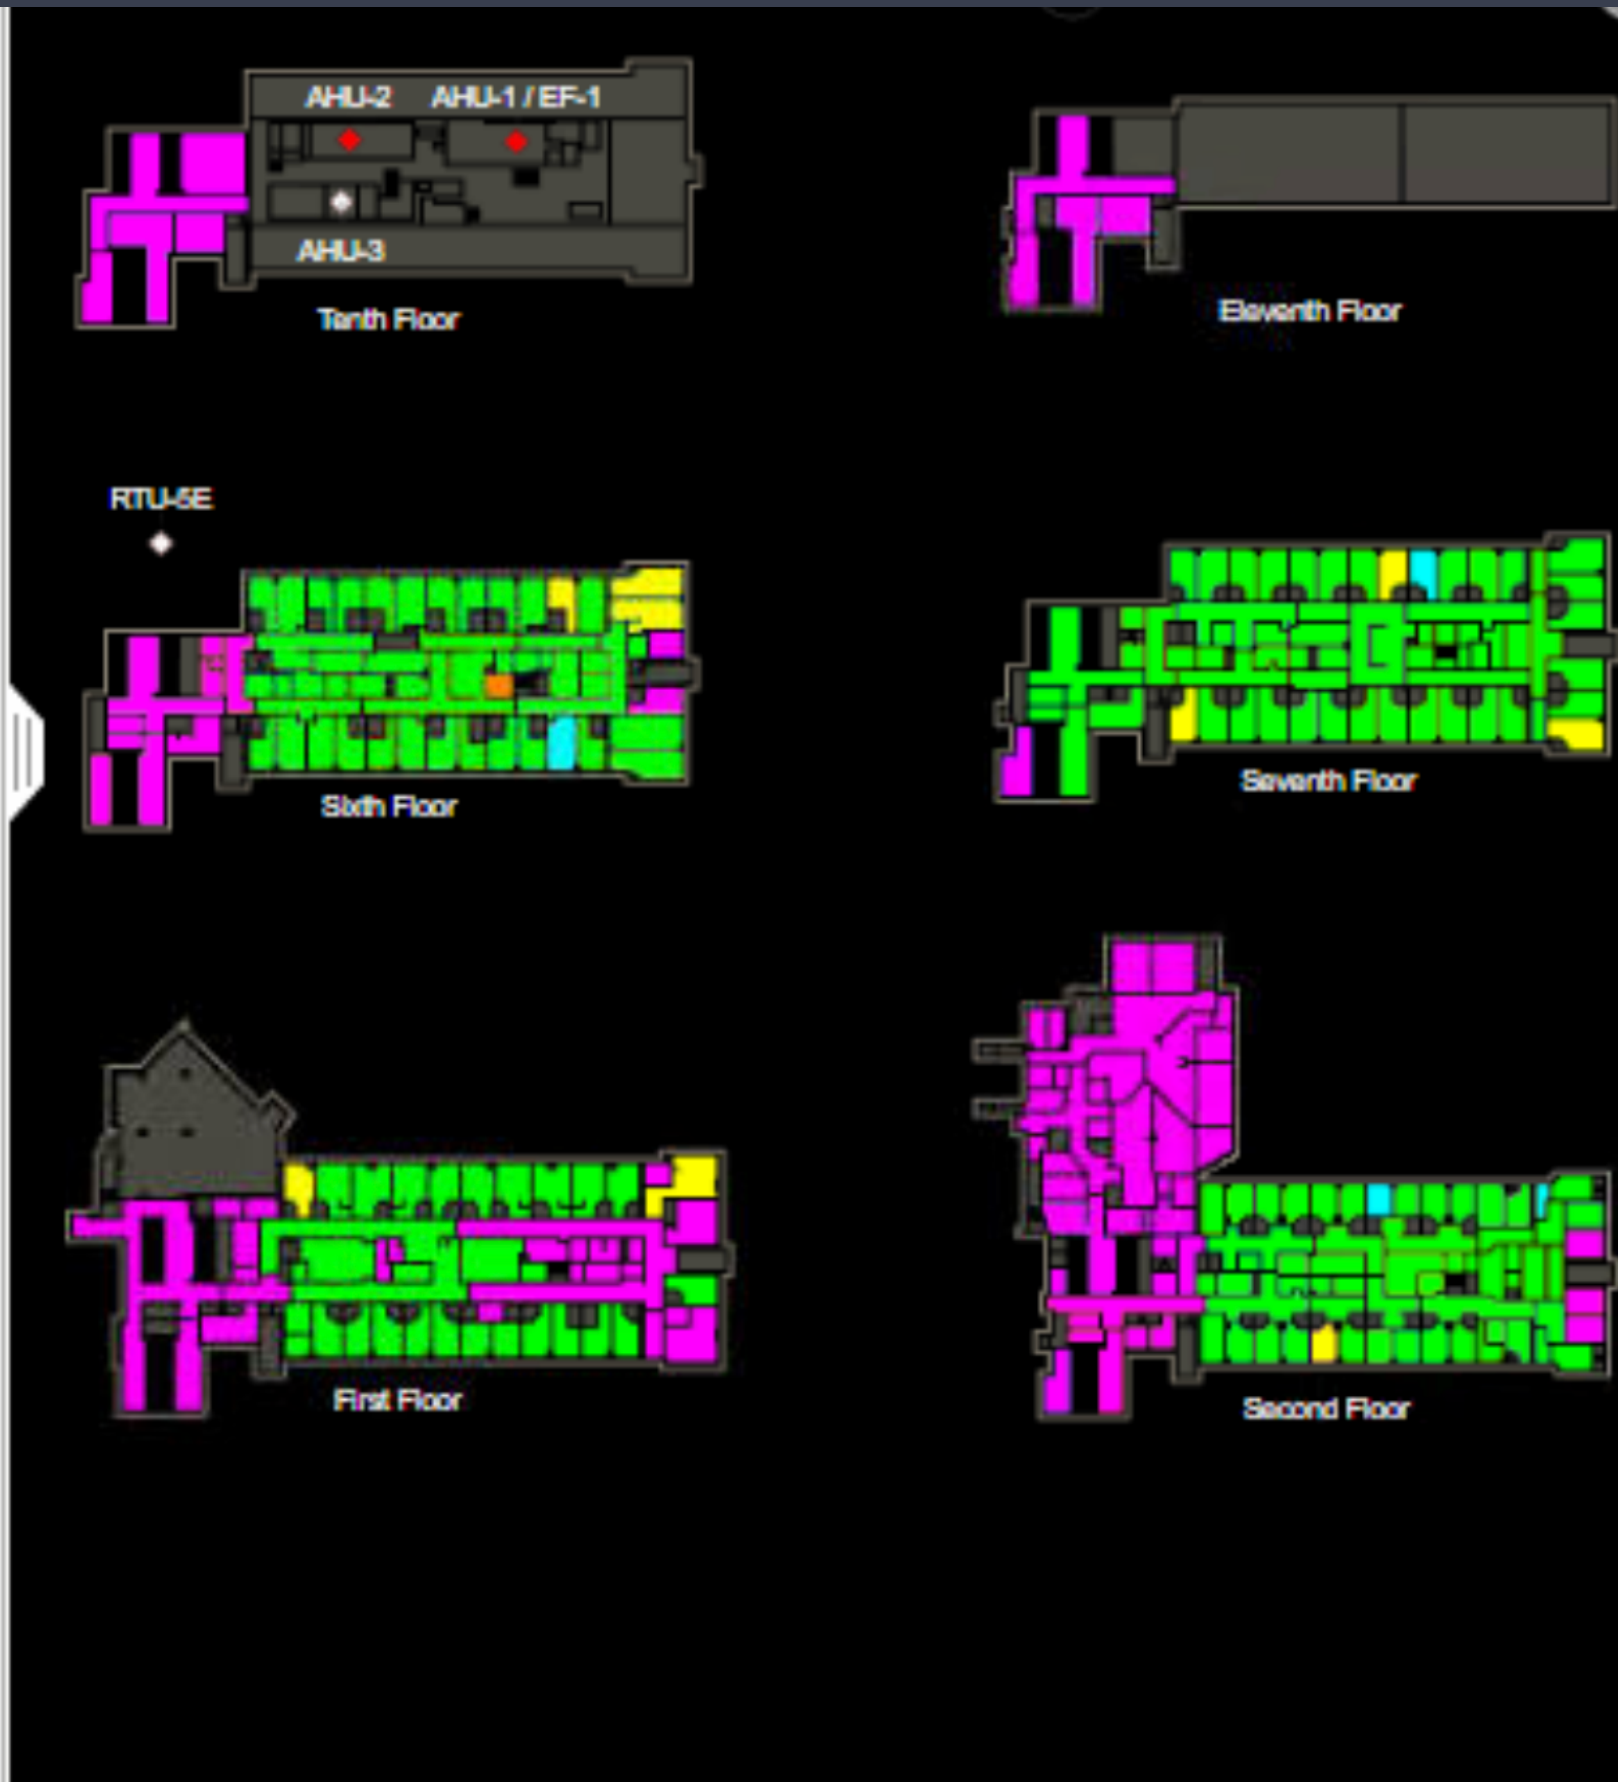 AHU-2 AHU-1 / EF-1
AHU-3
Tenth Floor
Eleventh Floor
RTU-5E
Sixth Floor
Seventh Floor
First Floor
Second Floor